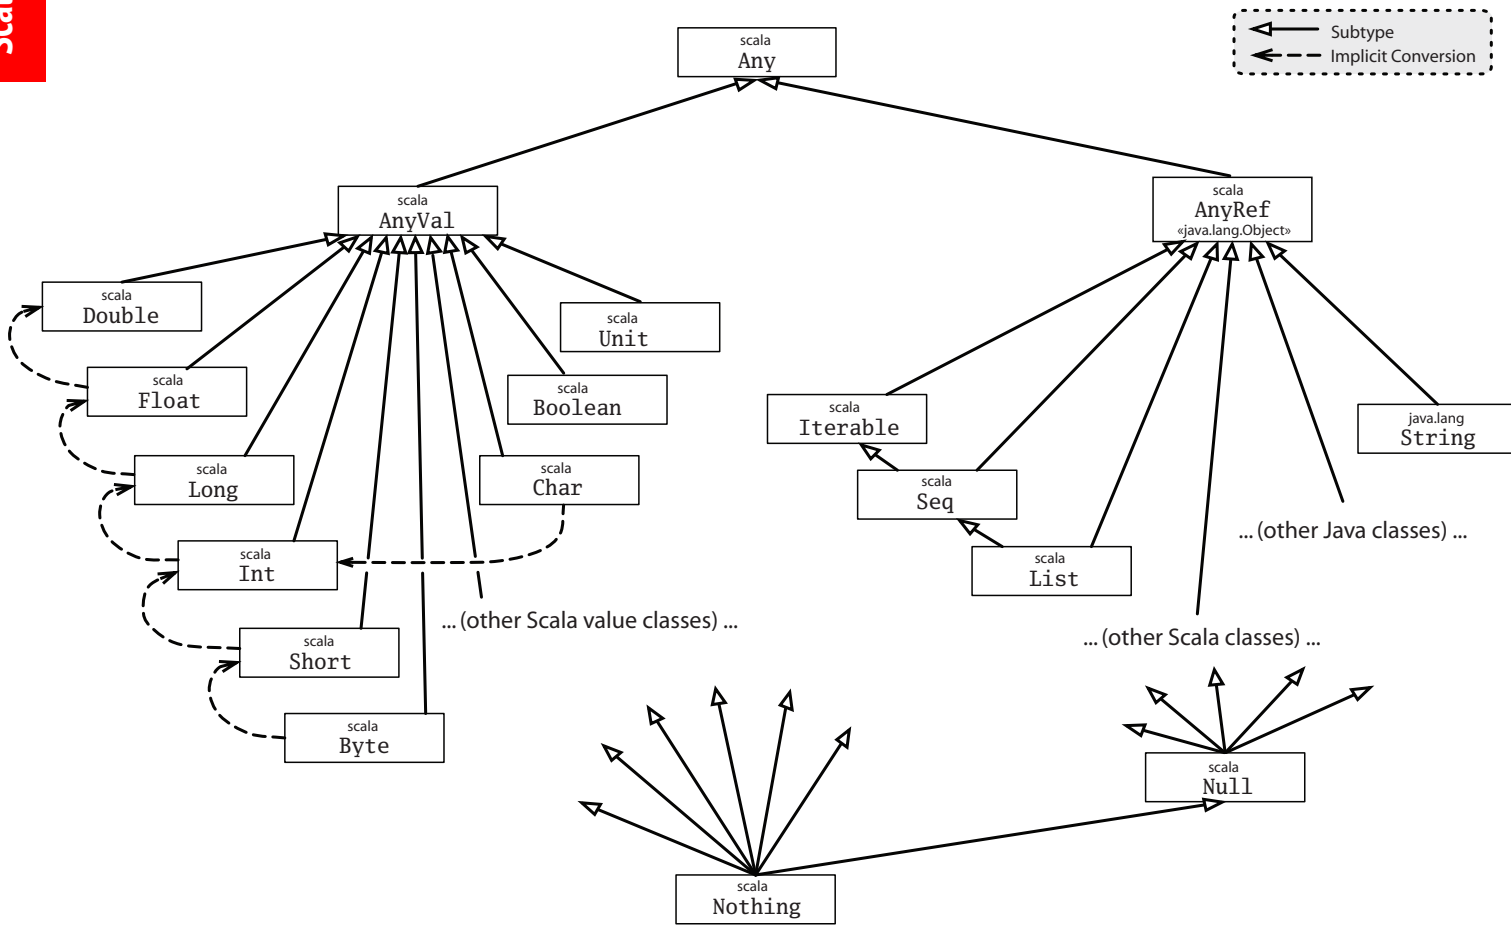 Scal
scala
Any
Subtype
Implicit Conversion
scala
AnyVal
scala
AnyRef
«java.lang.Object»
scala
Double
scala
Unit
scala
Float
scala
Boolean
scala
Iterable
java.lang
String
scala
Long
scala
Char
scala
Seq
... (other Java classes) ...
scala
Int
scala
List
... (other Scala value classes) ...
scala
Short
... (other Scala classes) ...
scala
Byte
scala
Null
scala
Nothing